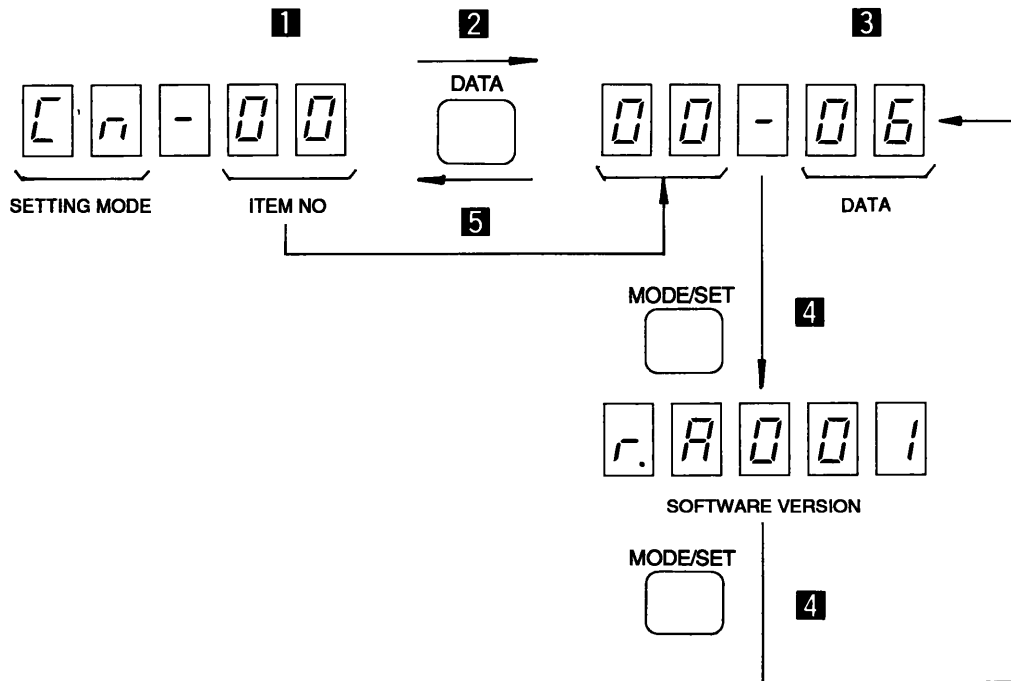 1 2 3
DATA
Cn-00 00-06
SETTING MODE ITEM NO DATA
5
MODE/SET
4
r.A001
SOFTWARE VERSION
MODE/SET
4